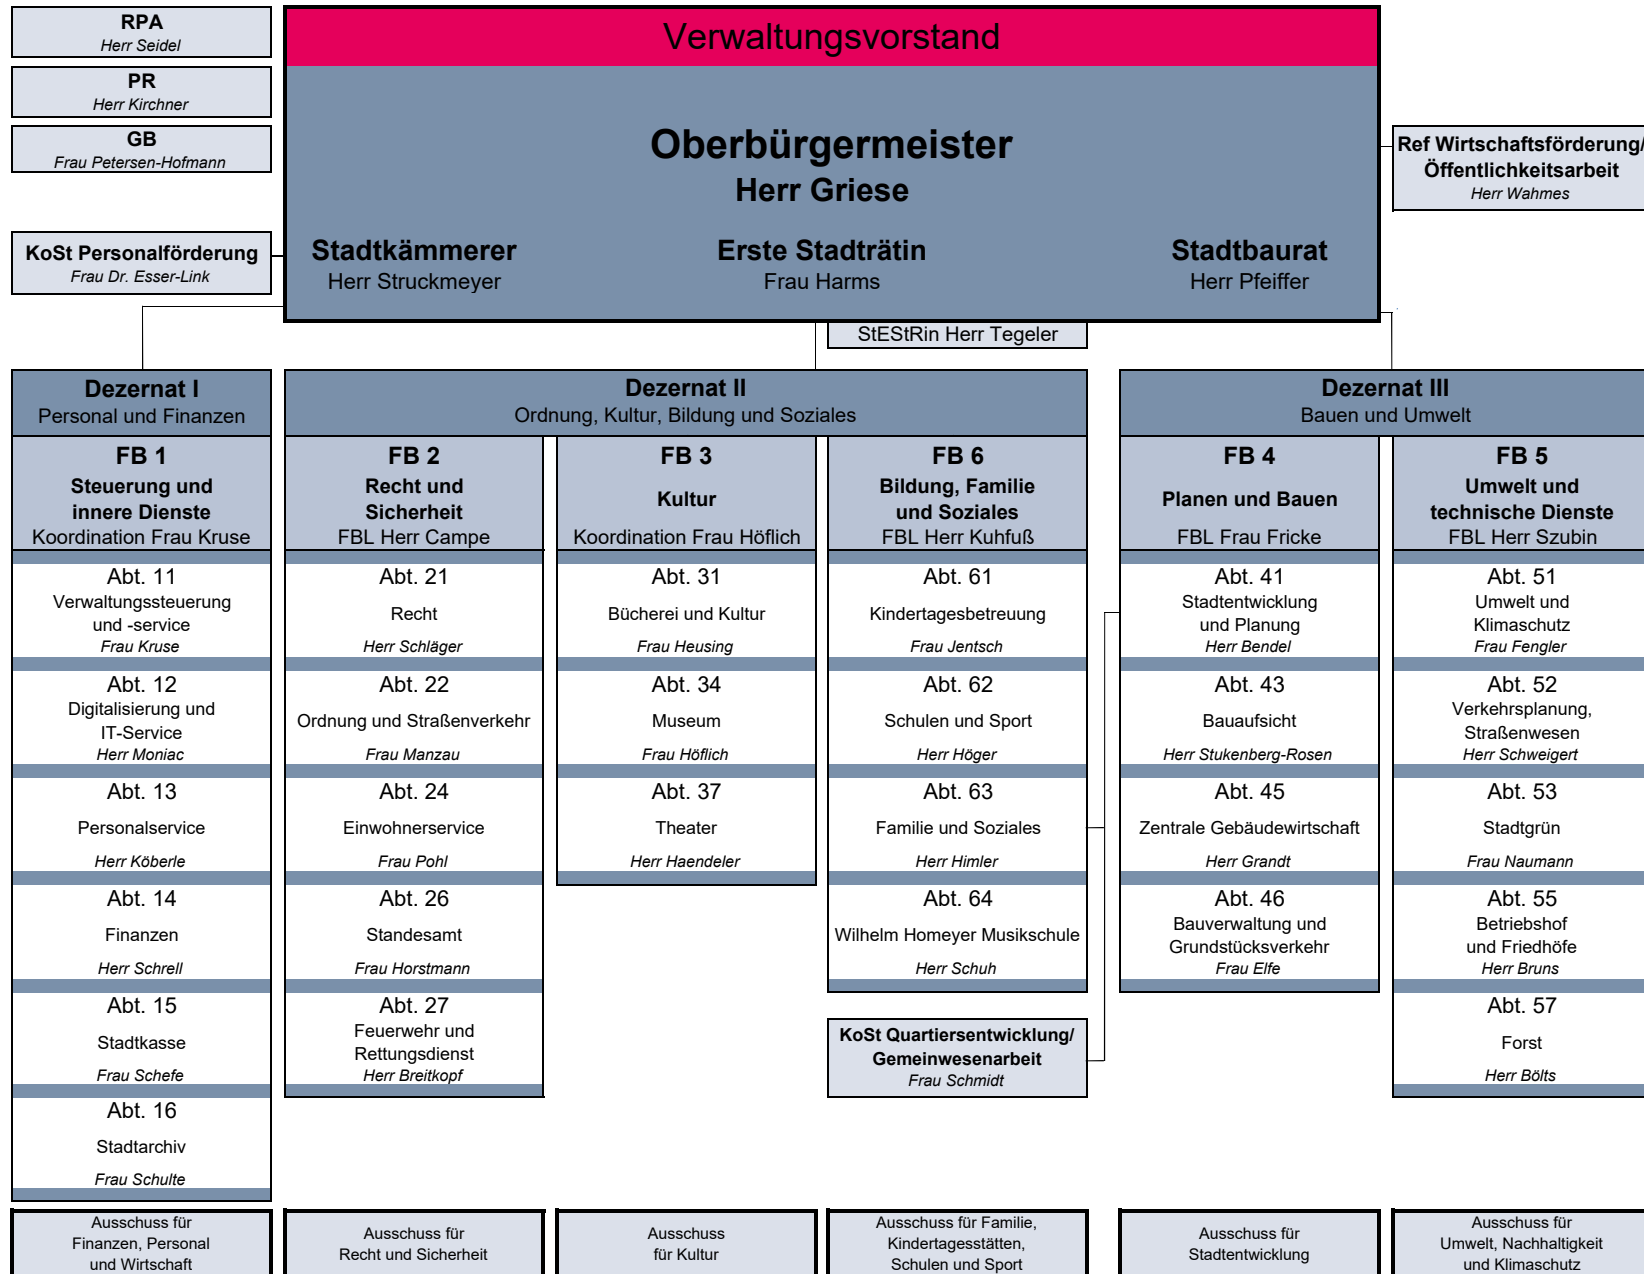 RPA
Herr Seidel
PR
Herr Kirchner
GB
Frau Petersen-Hofmann
KoSt Personalförderung
Frau Dr. Esser-Link
Verwaltungsvorstand
Oberbürgermeister
Herr Griese
Stadtkämmerer
Herr Struckmeyer
Erste Stadträtin
Frau Harms
Stadtbaurat
Herr Pfeiffer
Ref Wirtschaftsförderung/
Öffentlichkeitsarbeit
Herr Wahmes
StEStRin Herr Tegeler
Dezernat I
Personal und Finanzen
Dezernat II
Ordnung, Kultur, Bildung und Soziales
Dezernat III
Bauen und Umwelt
FB 1
Steuerung und
innere Dienste
Koordination Frau Kruse
Abt. 11
Verwaltungssteuerung
und -service
Frau Kruse
Abt. 12
Digitalisierung und
IT-Service
Herr Moniac
Abt. 13
Personalservice
Herr Köberle
Abt. 14
Finanzen
Herr Schrell
Abt. 15
Stadtkasse
Frau Schefe
Abt. 16
Stadtarchiv
Frau Schulte
FB 2
Recht und
Sicherheit
FBL Herr Campe
Abt. 21
Recht
Herr Schläger
Abt. 22
Ordnung und Straßenverkehr
Frau Manzau
Abt. 24
Einwohnerservice
Frau Pohl
Abt. 26
Standesamt
Frau Horstmann
Abt. 27
Feuerwehr und
Rettungsdienst
Herr Breitkopf
FB 3
Kultur
Koordination Frau Höflich
Abt. 31
Bücherei und Kultur
Frau Heusing
Abt. 34
Museum
Frau Höflich
Abt. 37
Theater
Herr Haendeler
FB 6
Bildung, Familie
und Soziales
FBL Herr Kuhfuß
Abt. 61
Kindertagesbetreuung
Frau Jentsch
Abt. 62
Schulen und Sport
Herr Höger
Abt. 63
Familie und Soziales
Herr Himler
Abt. 64
Wilhelm Homeyer Musikschule
Herr Schuh
KoSt Quartiersentwicklung/
Gemeinwesenarbeit
Frau Schmidt
FB 4
Planen und Bauen
FBL Frau Fricke
Abt. 41
Stadtentwicklung
und Planung
Herr Bendel
Abt. 43
Bauaufsicht
Herr Stukenberg-Rosen
Abt. 45
Zentrale Gebäudewirtschaft
Herr Grandt
Abt. 46
Bauverwaltung und
Grundstücksverkehr
Frau Elfe
FB 5
Umwelt und
technische Dienste
FBL Herr Szubin
Abt. 51
Umwelt und
Klimaschutz
Frau Fengler
Abt. 52
Verkehrsplanung,
Straßenwesen
Herr Schweigert
Abt. 53
Stadtgrün
Frau Naumann
Abt. 55
Betriebshof
und Friedhöfe
Herr Bruns
Abt. 57
Forst
Herr Bölts
Ausschuss für
Finanzen, Personal
und Wirtschaft
Ausschuss für
Recht und Sicherheit
Ausschuss
für Kultur
Ausschuss für Familie,
Kindertagesstätten,
Schulen und Sport
Ausschuss für
Stadtentwicklung
Ausschuss für
Umwelt, Nachhaltigkeit
und Klimaschutz